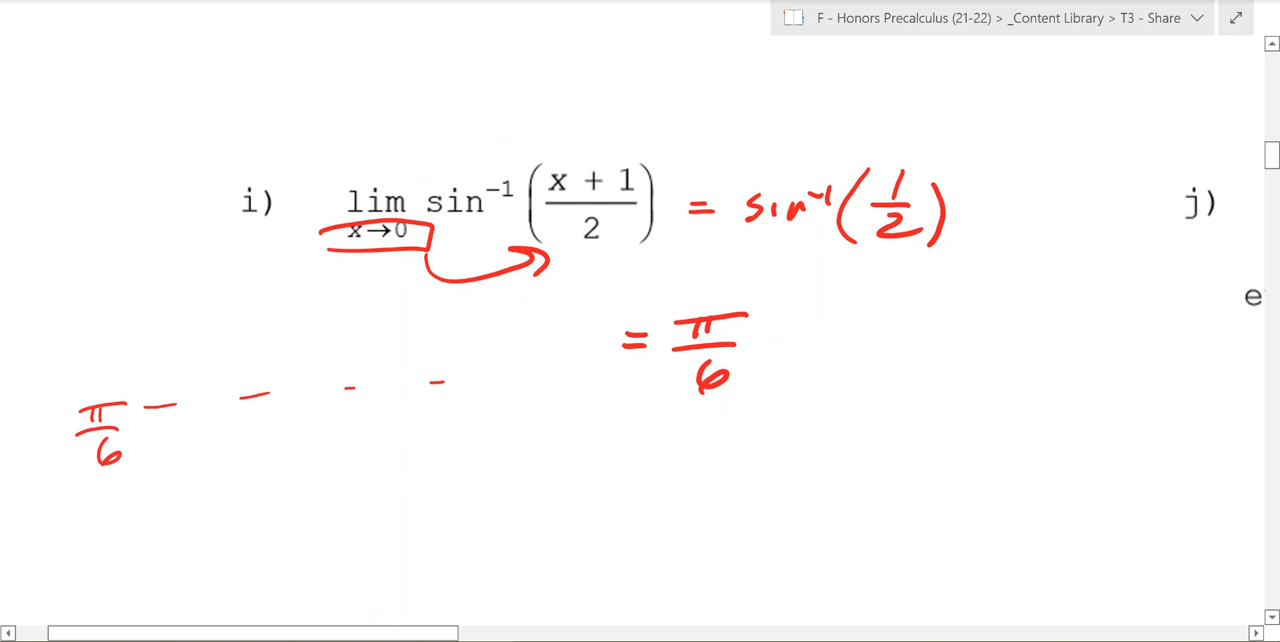 F - Honors Precalculus (21-22) > _Content Library > T3 - Share
i) lim x→0 sin⁻¹ ((x + 1)/2) = sin⁻¹(1/2)
j)
e
= π/6
π/6 — — - -